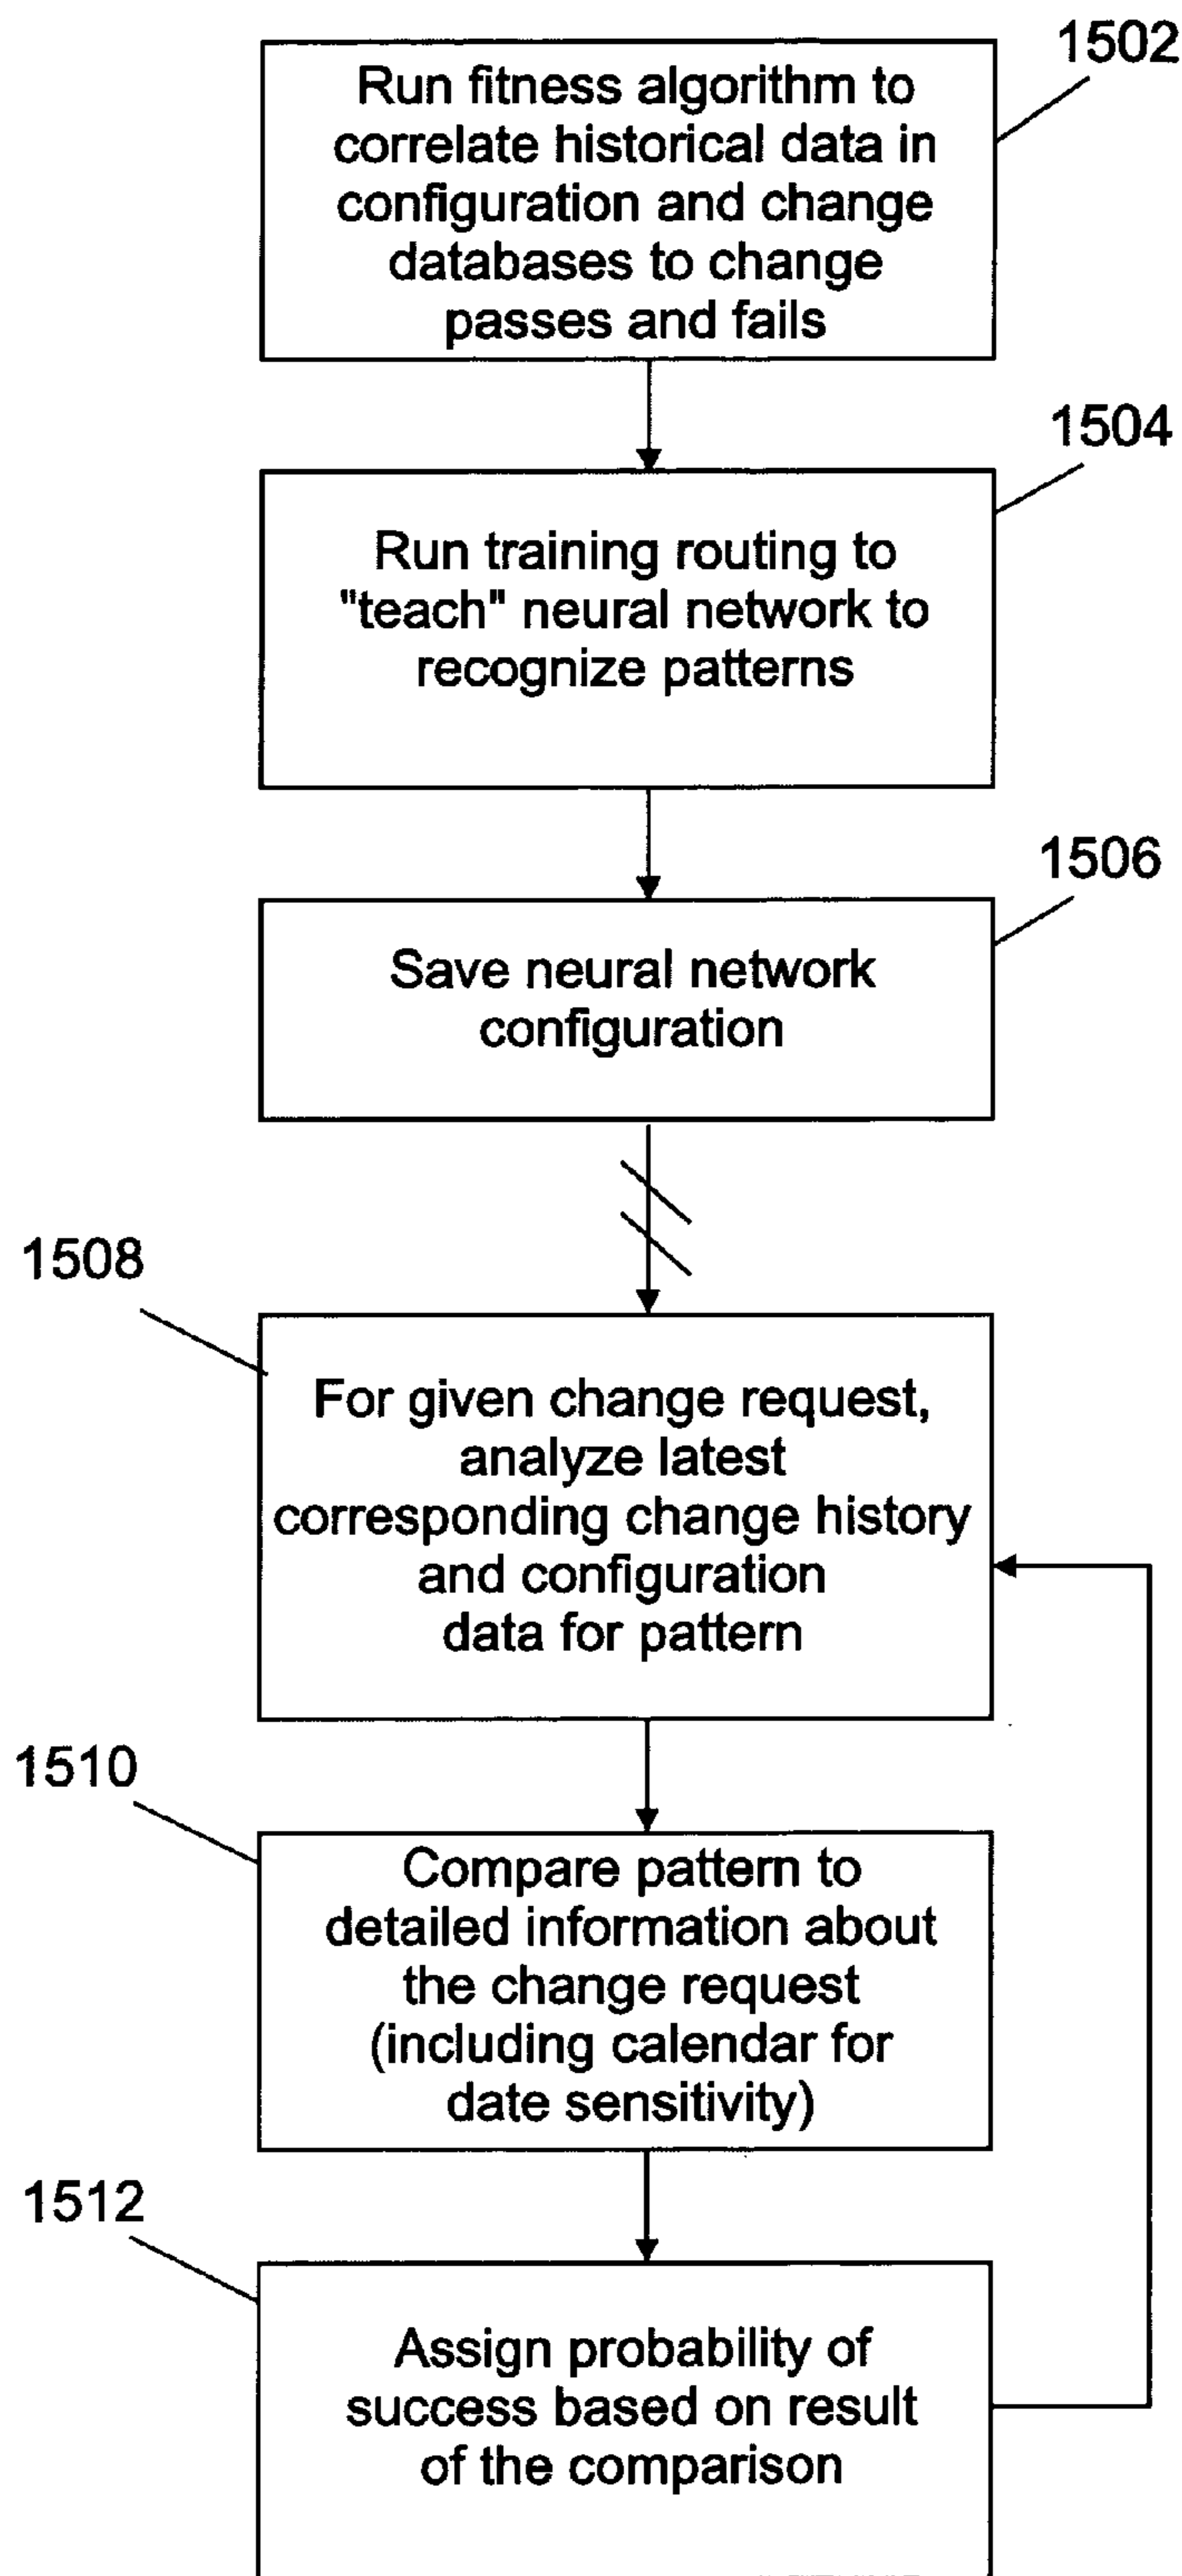 1502
Run fitness algorithm to
correlate historical data in
configuration and change
databases to change
passes and fails
1504
Run training routing to
"teach" neural network to
recognize patterns
1506
Save neural network
configuration
1508
For given change request,
analyze latest
corresponding change history
and configuration
data for pattern
1510
Compare pattern to
detailed information about
the change request
(including calendar for
date sensitivity)
1512
Assign probability of
success based on result
of the comparison